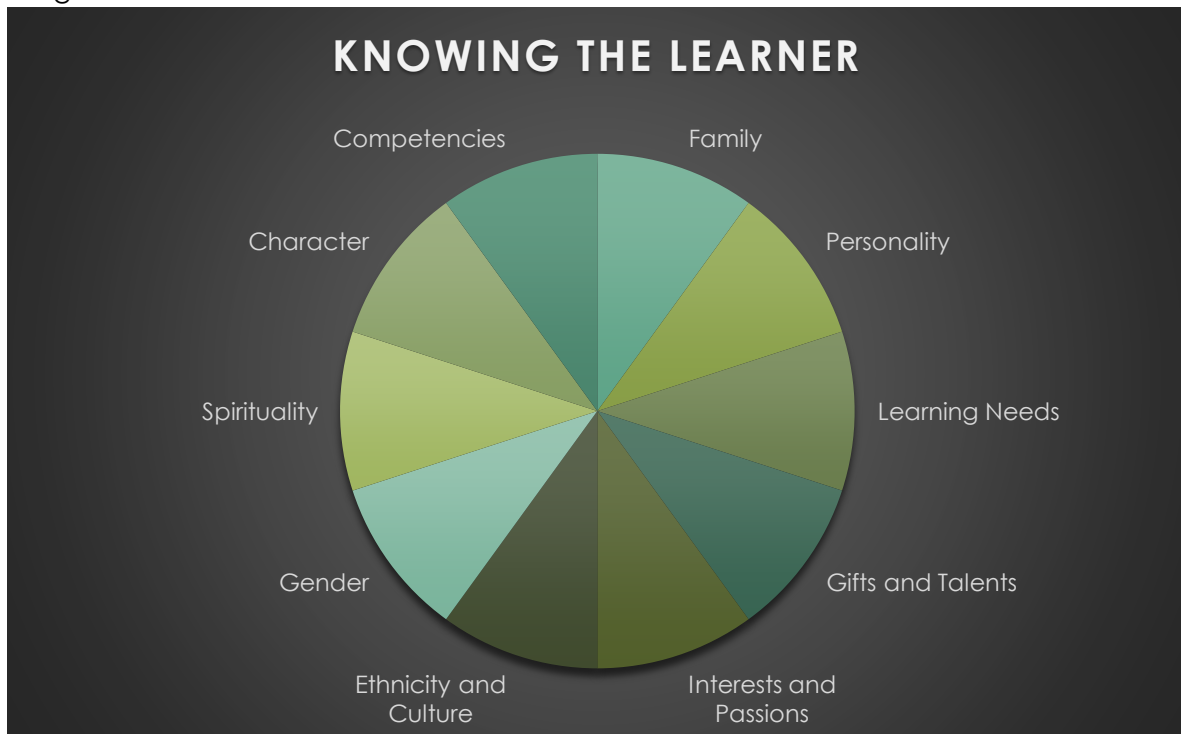 KNOWING THE LEARNER
Competencies
Family
Character
Personality
Spirituality
Learning Needs
Gender
Gifts and Talents
Ethnicity and
Culture
Interests and
Passions